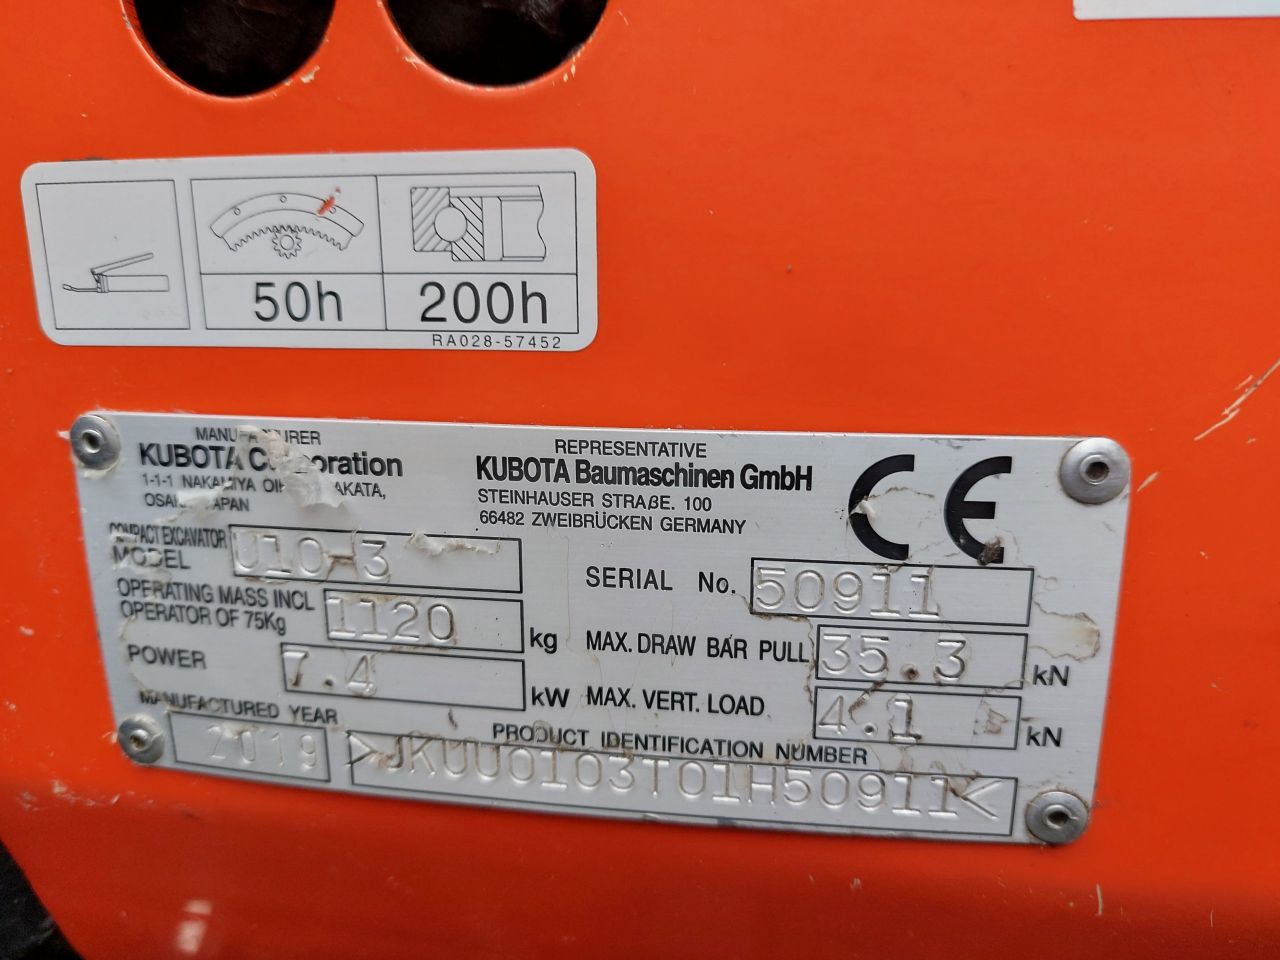 50h 200h
RA028-57452
MANUFACTURER
KUBOTA Corporation
1-1-1 NAKAMIYA
OSAKA JAPAN
REPRESENTATIVE
KUBOTA Baumaschinen GmbH
STEINHAUSER STRAßE. 100
66482 ZWEIBRÜCKEN GERMANY
CE
COMPACT EXCAVATOR
MODEL U10-3
OPERATING MASS INCL
OPERATOR OF 75Kg 1120 kg
POWER 7.4 kW
SERIAL No. 50911
MAX. DRAW BAR PULL 35.3 kN
MAX. VERT. LOAD 4.1 kN
MANUFACTURED YEAR
2019
PRODUCT IDENTIFICATION NUMBER
>JKUU0103T01H50911<